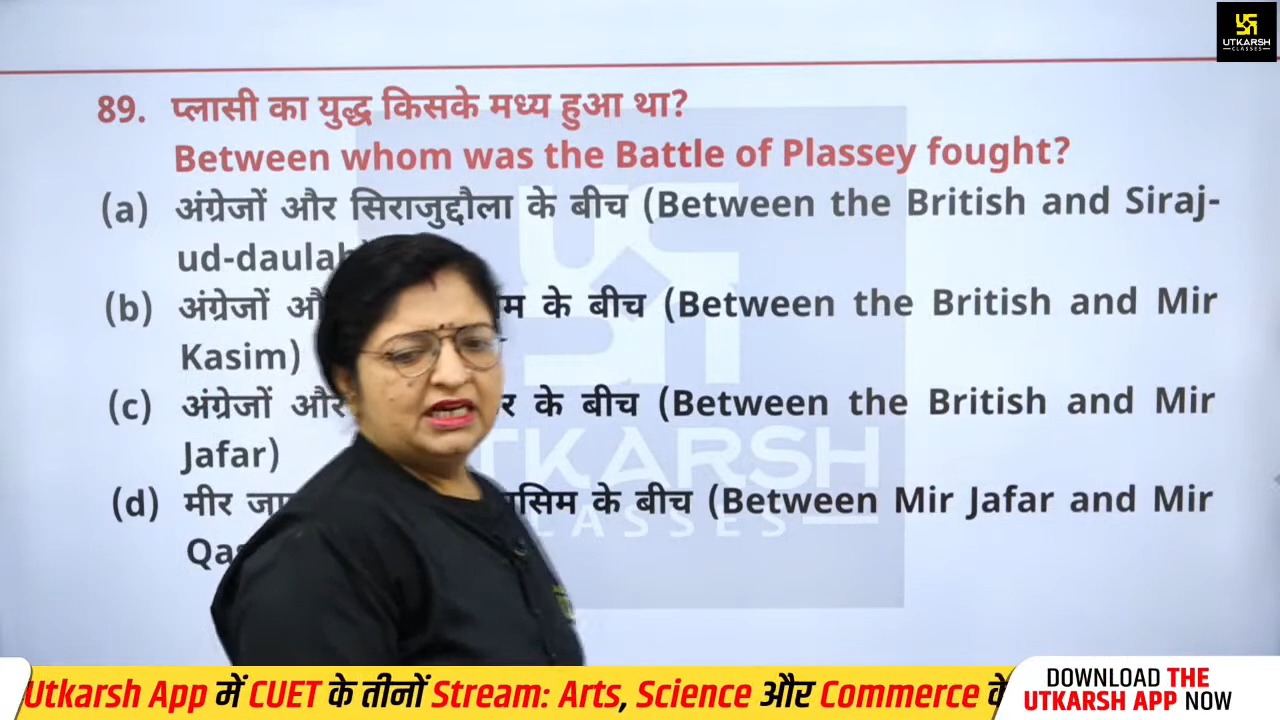 UTKARSH
CLASSES
89. प्लासी का युद्ध किसके मध्य हुआ था?
Between whom was the Battle of Plassey fought?
(a) अंग्रेजों और सिराजुद्दौला के बीच (Between the British and Siraj-
ud-daulah
(b) अंग्रेजों के बीच (Between the British and Mir
Kasim)
(c) अंग्रेजों और के बीच (Between the British and Mir
Jafar)
(d) मीर के बीच (Between Mir Jafar and Mir
UTKARSH
CLASSES
Utkarsh App में CUET के तीनों Stream: Arts, Science और Commerce के
DOWNLOAD THE
UTKARSH APP NOW